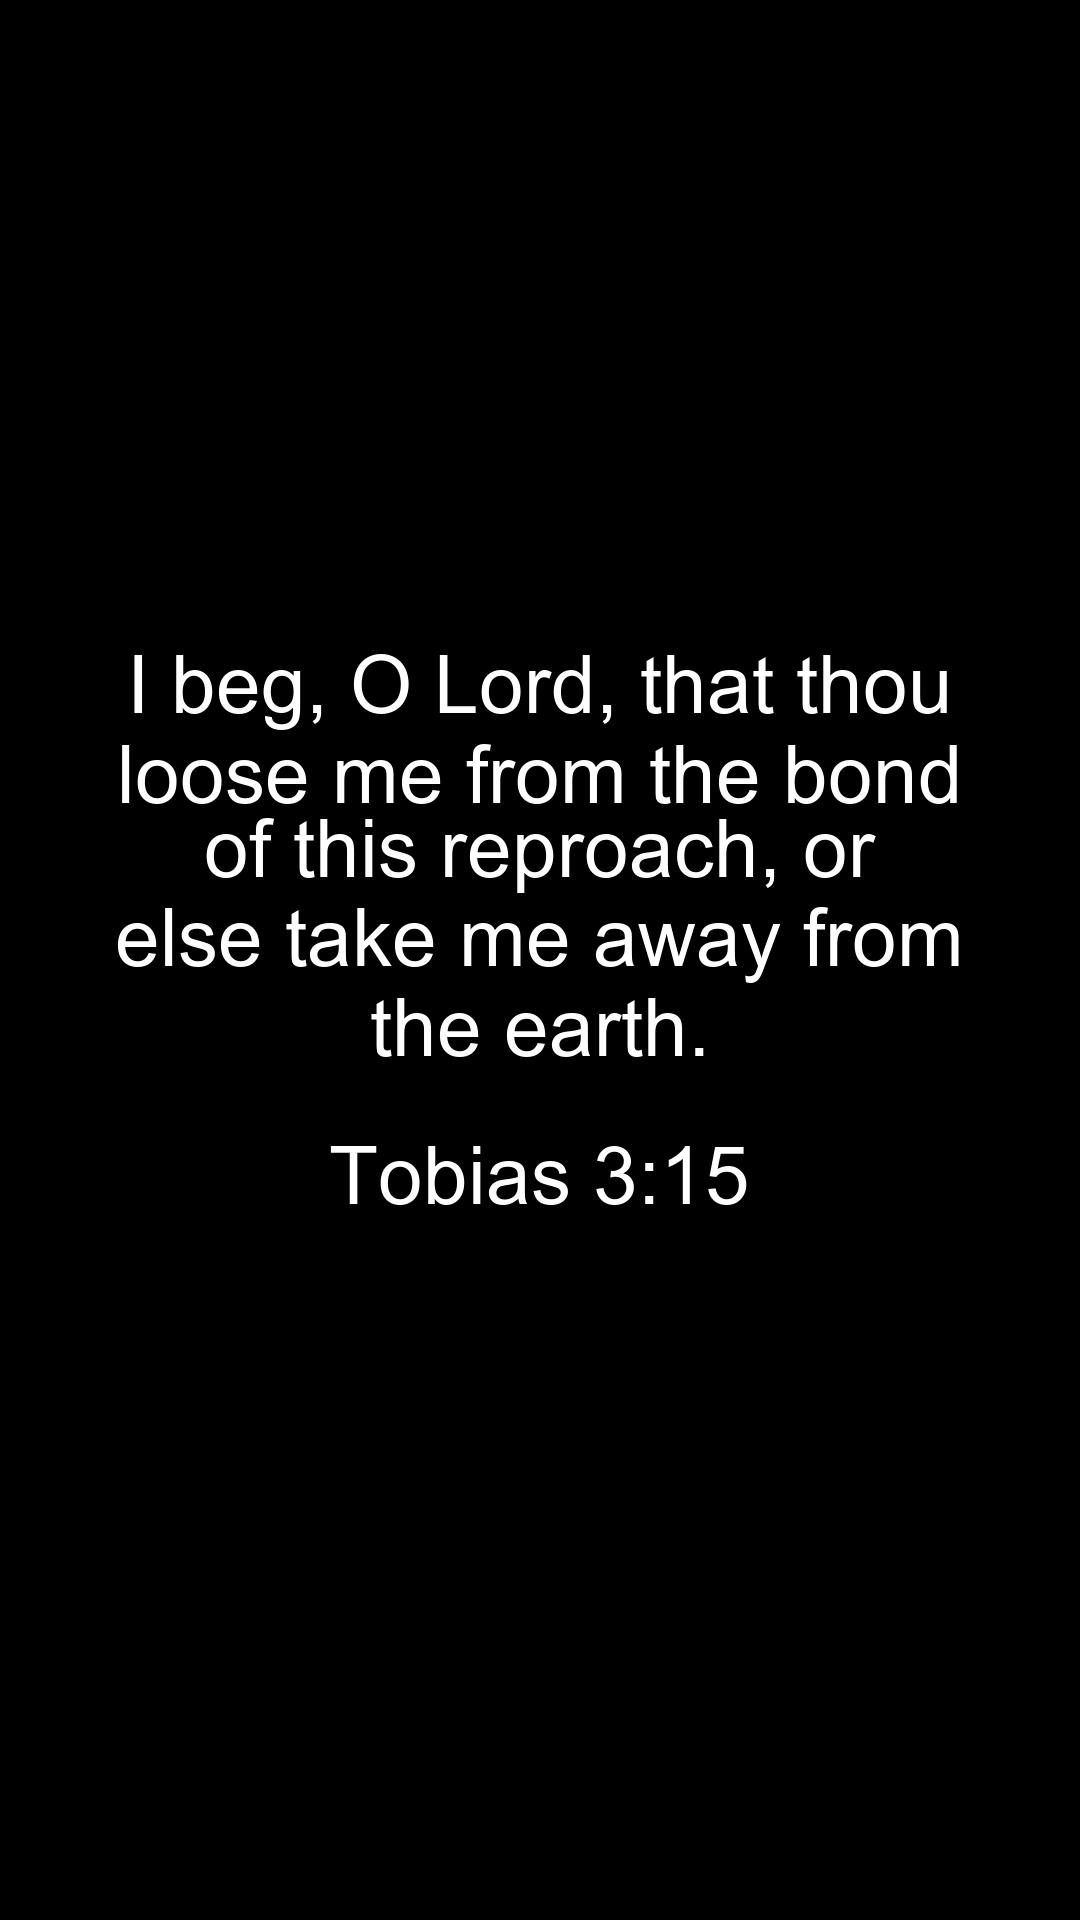 I beg, O Lord, that thou
loose me from the bond
of this reproach, or
else take me away from
the earth.
Tobias 3:15